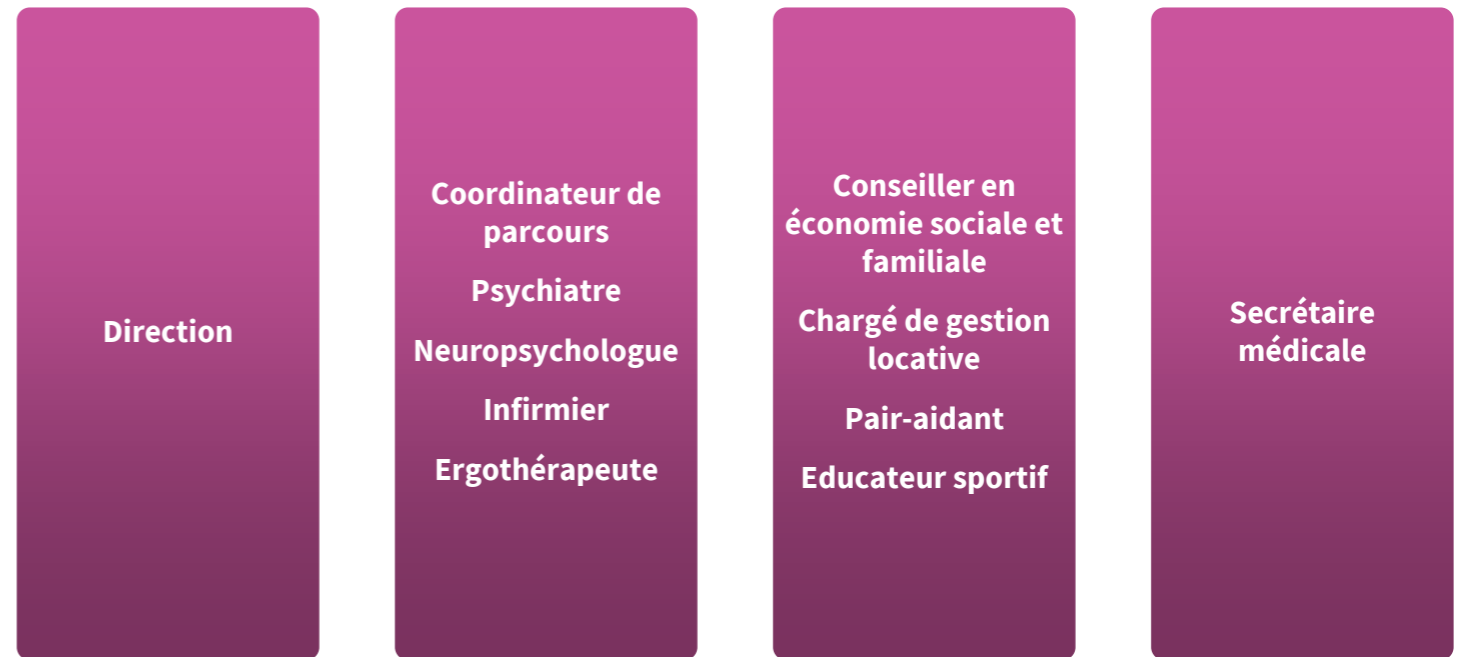 Direction
Coordinateur de
parcours
Psychiatre
Neuropsychologue
Infirmier
Ergothérapeute
Conseiller en
économie sociale et
familiale
Chargé de gestion
locative
Pair-aidant
Educateur sportif
Secrétaire
médicale